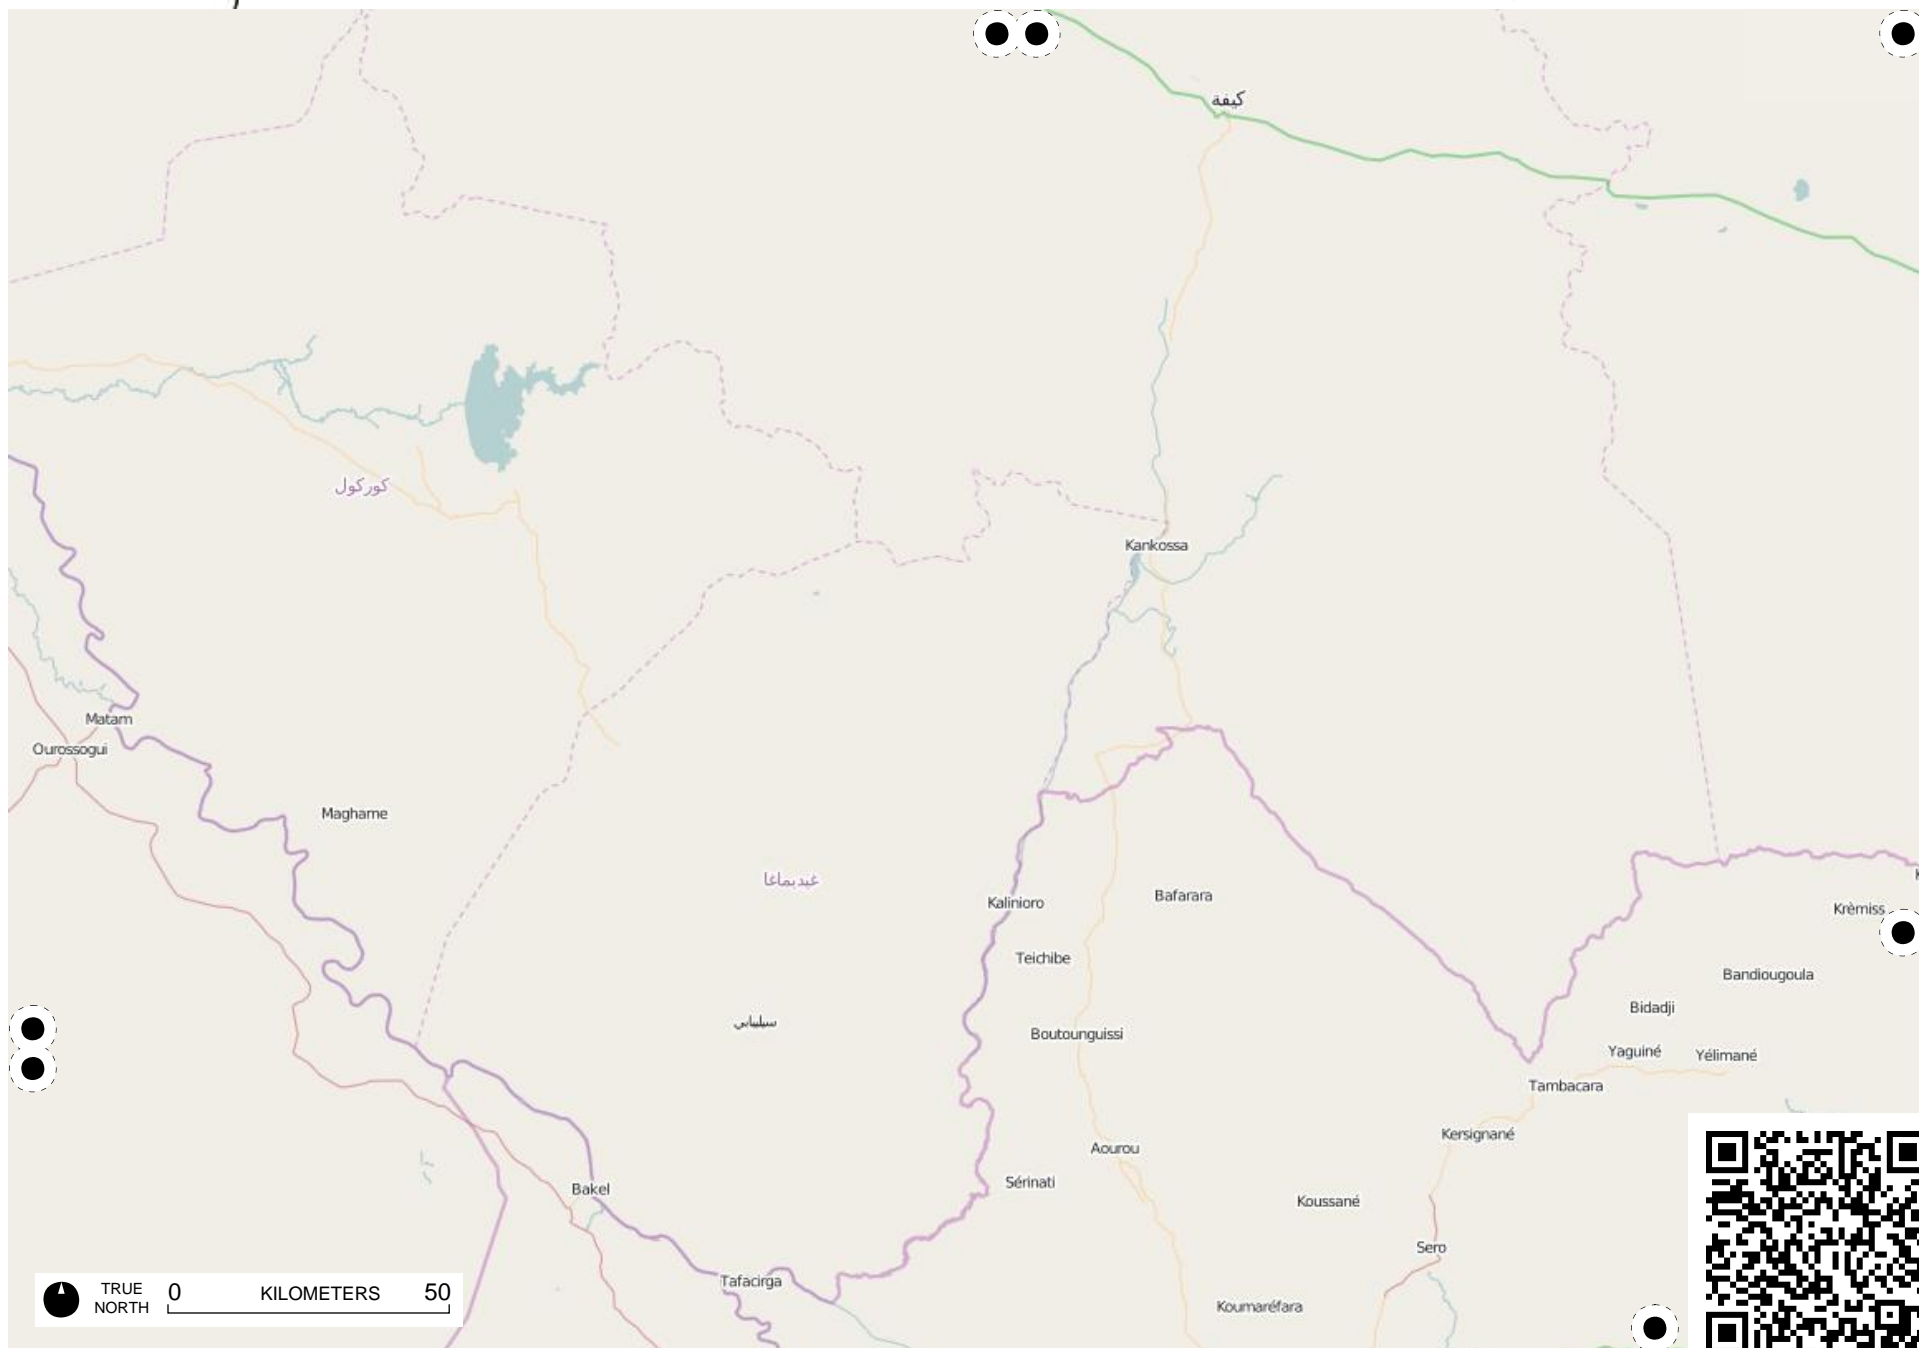 كيفة
كوركول
Kankossa
Matam
Ourossogui
Maghame
غيديماغا
Bafarara
Kalinioro
Krèmiss
Teichibe
Bandiougoula
Bidadji
سيليبابي
Boutounguissi
Yaguiné
Yélimané
Tambacara
Kersignané
Aourou
Sérinati
Bakel
Koussané
Sero
Tafacirga
TRUE
NORTH
0 KILOMETERS 50
Koumaréfara